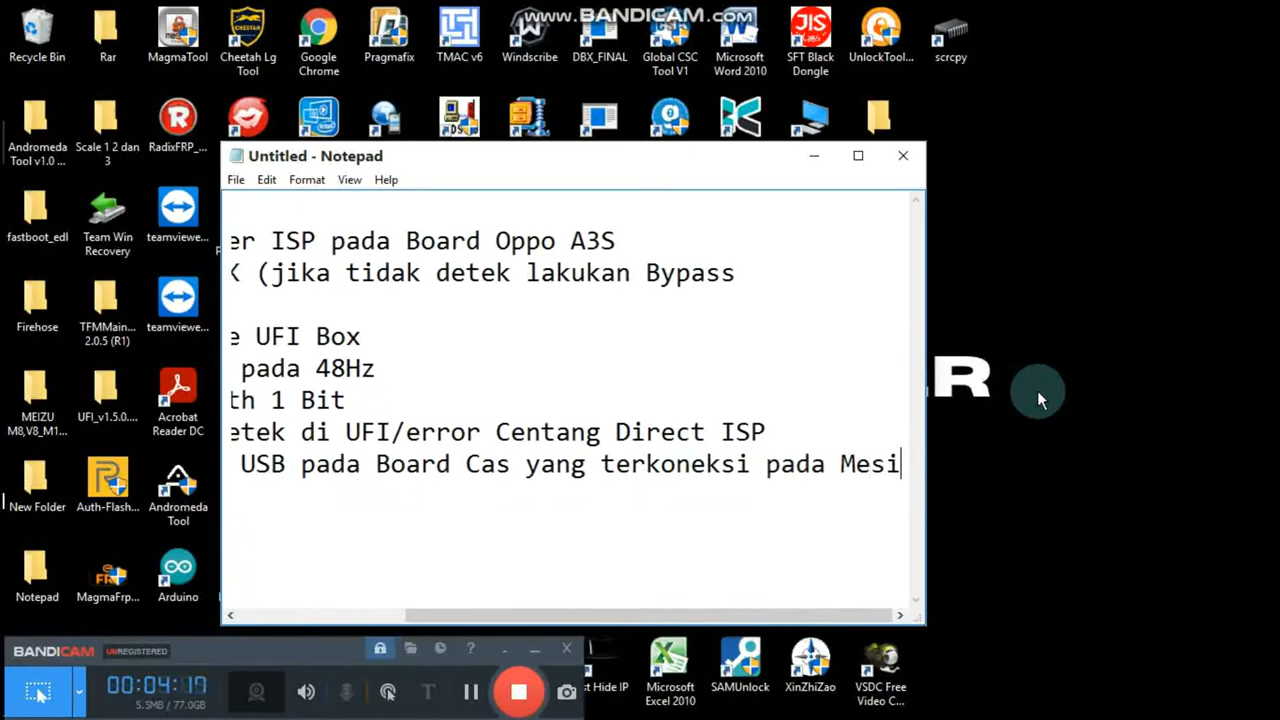 www.BANDICAM.com
Recycle Bin
Rar
MagmaTool
Cheetah Lg Tool
Google Chrome
Pragmafix
TMAC v6
Windscribe
DBX_FINAL
Global CSC Tool V1
Microsoft Word 2010
SFT Black Dongle
UnlockTool...
scrcpy
Andromeda Tool v1.0 ...
Scale 1 2 dan 3
RadixFRP_...
Untitled - Notepad
File Edit Format View Help
er ISP pada Board Oppo A3S
K (jika tidak detek lakukan Bypass
e UFI Box
pada 48Hz
th 1 Bit
etek di UFI/error Centang Direct ISP
USB pada Board Cas yang terkoneksi pada Mesi
fastboot_edl
Team Win Recovery
teamviewe...
Firehose
TFMMain... 2.0.5 (R1)
teamviewe...
MEIZU M8,V8_M1...
UFI_v1.5.0....
Acrobat Reader DC
New Folder
Auth-Flash...
Andromeda Tool
Notepad
MagmaFrp...
Arduino
R
BANDICAM UNREGISTERED
00:04:17
5.5MB / 77.0GB
t Hide IP
Microsoft Excel 2010
SAMUnlock
XinZhiZao
VSDC Free Video C...